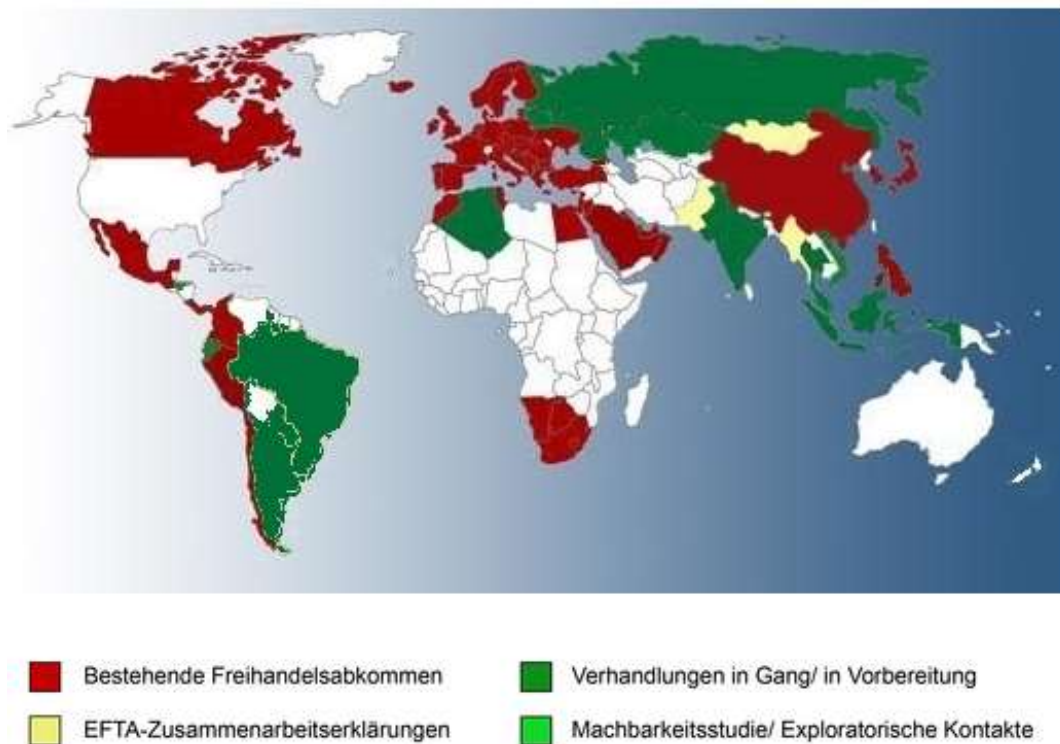 Bestehende Freihandelsabkommen
Verhandlungen in Gang/ in Vorbereitung
EFTA-Zusammenarbeitserklärungen
Machbarkeitsstudie/ Exploratorische Kontakte